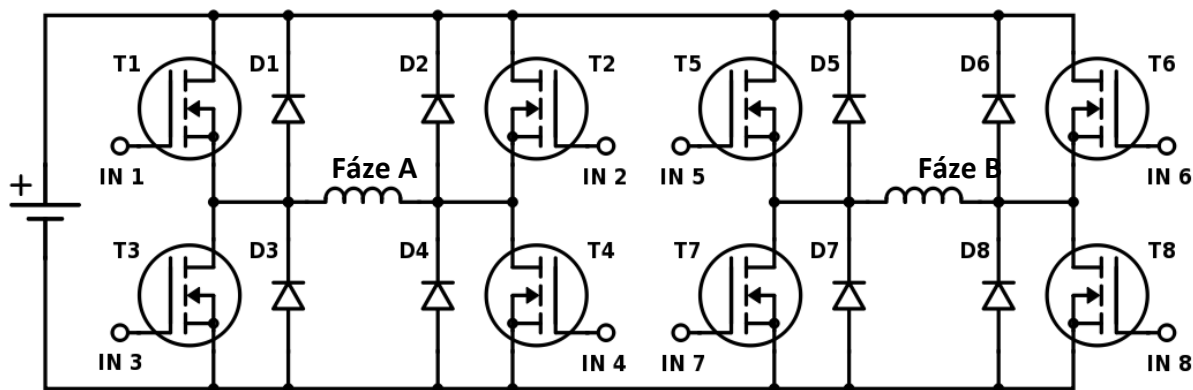 T1 D1 D2 T2 T5 D5 D6 T6
Fáze A Fáze B
IN 1 IN 2 IN 5 IN 6
+
T3 D3 D4 T4 T7 D7 D8 T8
IN 3 IN 4 IN 7 IN 8